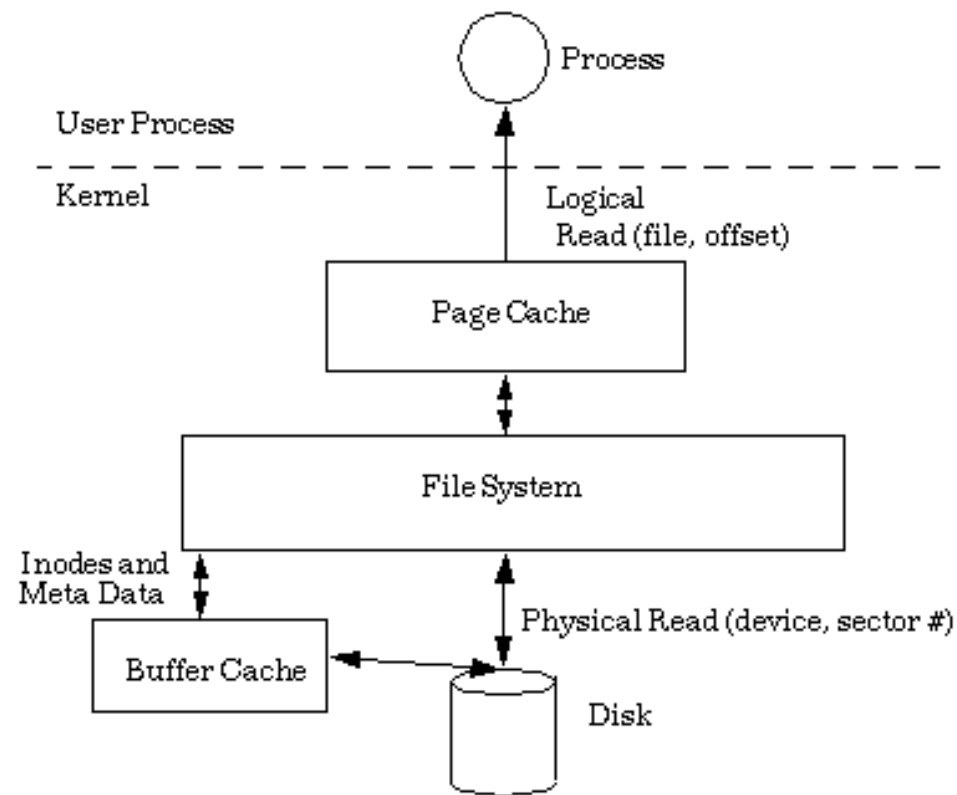 Process
User Process
Kernel
Logical
Read (file, offset)
Page Cache
File System
Inodes and
Meta Data
Physical Read (device, sector #)
Buffer Cache
Disk